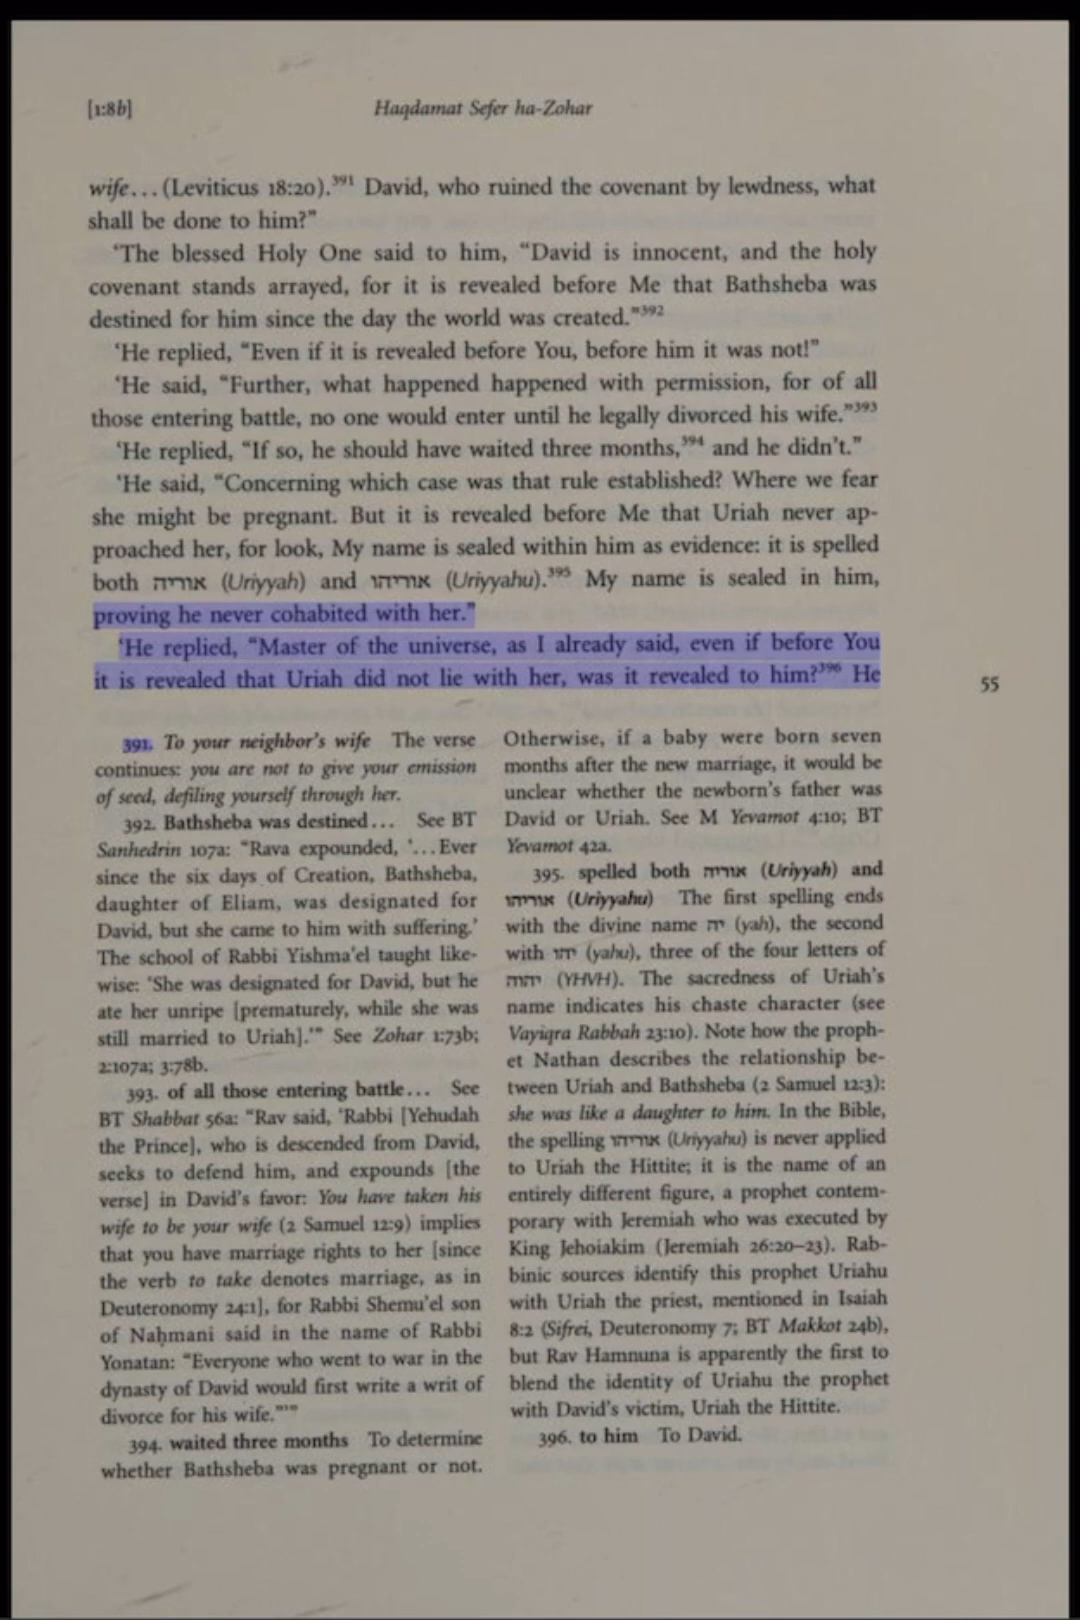 [1:8b]
Haqdamat Sefer ha-Zohar
wife... (Leviticus 18:20).³⁹¹ David, who ruined the covenant by lewdness, what
shall be done to him?”
‘The blessed Holy One said to him, “David is innocent, and the holy
covenant stands arrayed, for it is revealed before Me that Bathsheba was
destined for him since the day the world was created.”³⁹²
‘He replied, “Even if it is revealed before You, before him it was not!”
‘He said, “Further, what happened happened with permission, for of all
those entering battle, no one would enter until he legally divorced his wife.”³⁹³
‘He replied, “If so, he should have waited three months,³⁹⁴ and he didn’t.”
‘He said, “Concerning which case was that rule established? Where we fear
she might be pregnant. But it is revealed before Me that Uriah never ap-
proached her, for look, My name is sealed within him as evidence: it is spelled
both אוריה (Uriyyah) and אוריהו (Uriyyahu).³⁹⁵ My name is sealed in him,
proving he never cohabited with her.”
‘He replied, “Master of the universe, as I already said, even if before You
it is revealed that Uriah did not lie with her, was it revealed to him?³⁹⁶ He
55
391. To your neighbor’s wife The verse
continues: you are not to give your emission
of seed, defiling yourself through her.
392. Bathsheba was destined... See BT
Sanhedrin 107a: “Rava expounded, ‘...Ever
since the six days of Creation, Bathsheba,
daughter of Eliam, was designated for
David, but she came to him with suffering.’
The school of Rabbi Yishma’el taught like-
wise: ‘She was designated for David, but he
ate her unripe [prematurely, while she was
still married to Uriah].’” See Zohar 1:73b;
2:107a; 3:78b.
393. of all those entering battle... See
BT Shabbat 56a: “Rav said, ‘Rabbi [Yehudah
the Prince], who is descended from David,
seeks to defend him, and expounds [the
verse] in David’s favor: You have taken his
wife to be your wife (2 Samuel 12:9) implies
that you have marriage rights to her [since
the verb to take denotes marriage, as in
Deuteronomy 24:1], for Rabbi Shemu’el son
of Naḥmani said in the name of Rabbi
Yonatan: “Everyone who went to war in the
dynasty of David would first write a writ of
divorce for his wife.”’”
394. waited three months To determine
whether Bathsheba was pregnant or not.
Otherwise, if a baby were born seven
months after the new marriage, it would be
unclear whether the newborn’s father was
David or Uriah. See M Yevamot 4:10; BT
Yevamot 42a.
395. spelled both אוריה (Uriyyah) and
אוריהו (Uriyyahu) The first spelling ends
with the divine name יה (yah), the second
with יהו (yahu), three of the four letters of
יהוה (YHVH). The sacredness of Uriah’s
name indicates his chaste character (see
Vayiqra Rabbah 23:10). Note how the proph-
et Nathan describes the relationship be-
tween Uriah and Bathsheba (2 Samuel 12:3):
she was like a daughter to him. In the Bible,
the spelling אוריהו (Uriyyahu) is never applied
to Uriah the Hittite; it is the name of an
entirely different figure, a prophet contem-
porary with Jeremiah who was executed by
King Jehoiakim (Jeremiah 26:20–23). Rab-
binic sources identify this prophet Uriahu
with Uriah the priest, mentioned in Isaiah
8:2 (Sifrei, Deuteronomy 7; BT Makkot 24b),
but Rav Hamnuna is apparently the first to
blend the identity of Uriahu the prophet
with David’s victim, Uriah the Hittite.
396. to him To David.